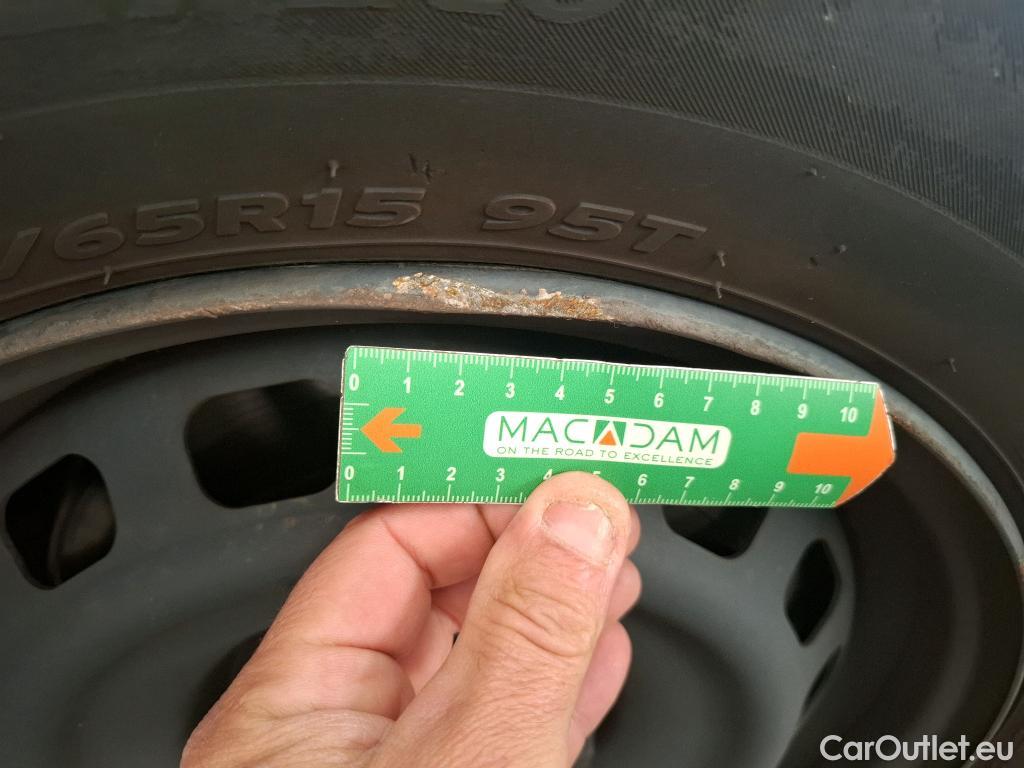 /65R15 95T
0 1 2 3 4 5 6 7 8 9 10
MACADAM
ON THE ROAD TO EXCELLENCE
0 1 2 3 4 5 6 7 8 9 10
CarOutlet.eu